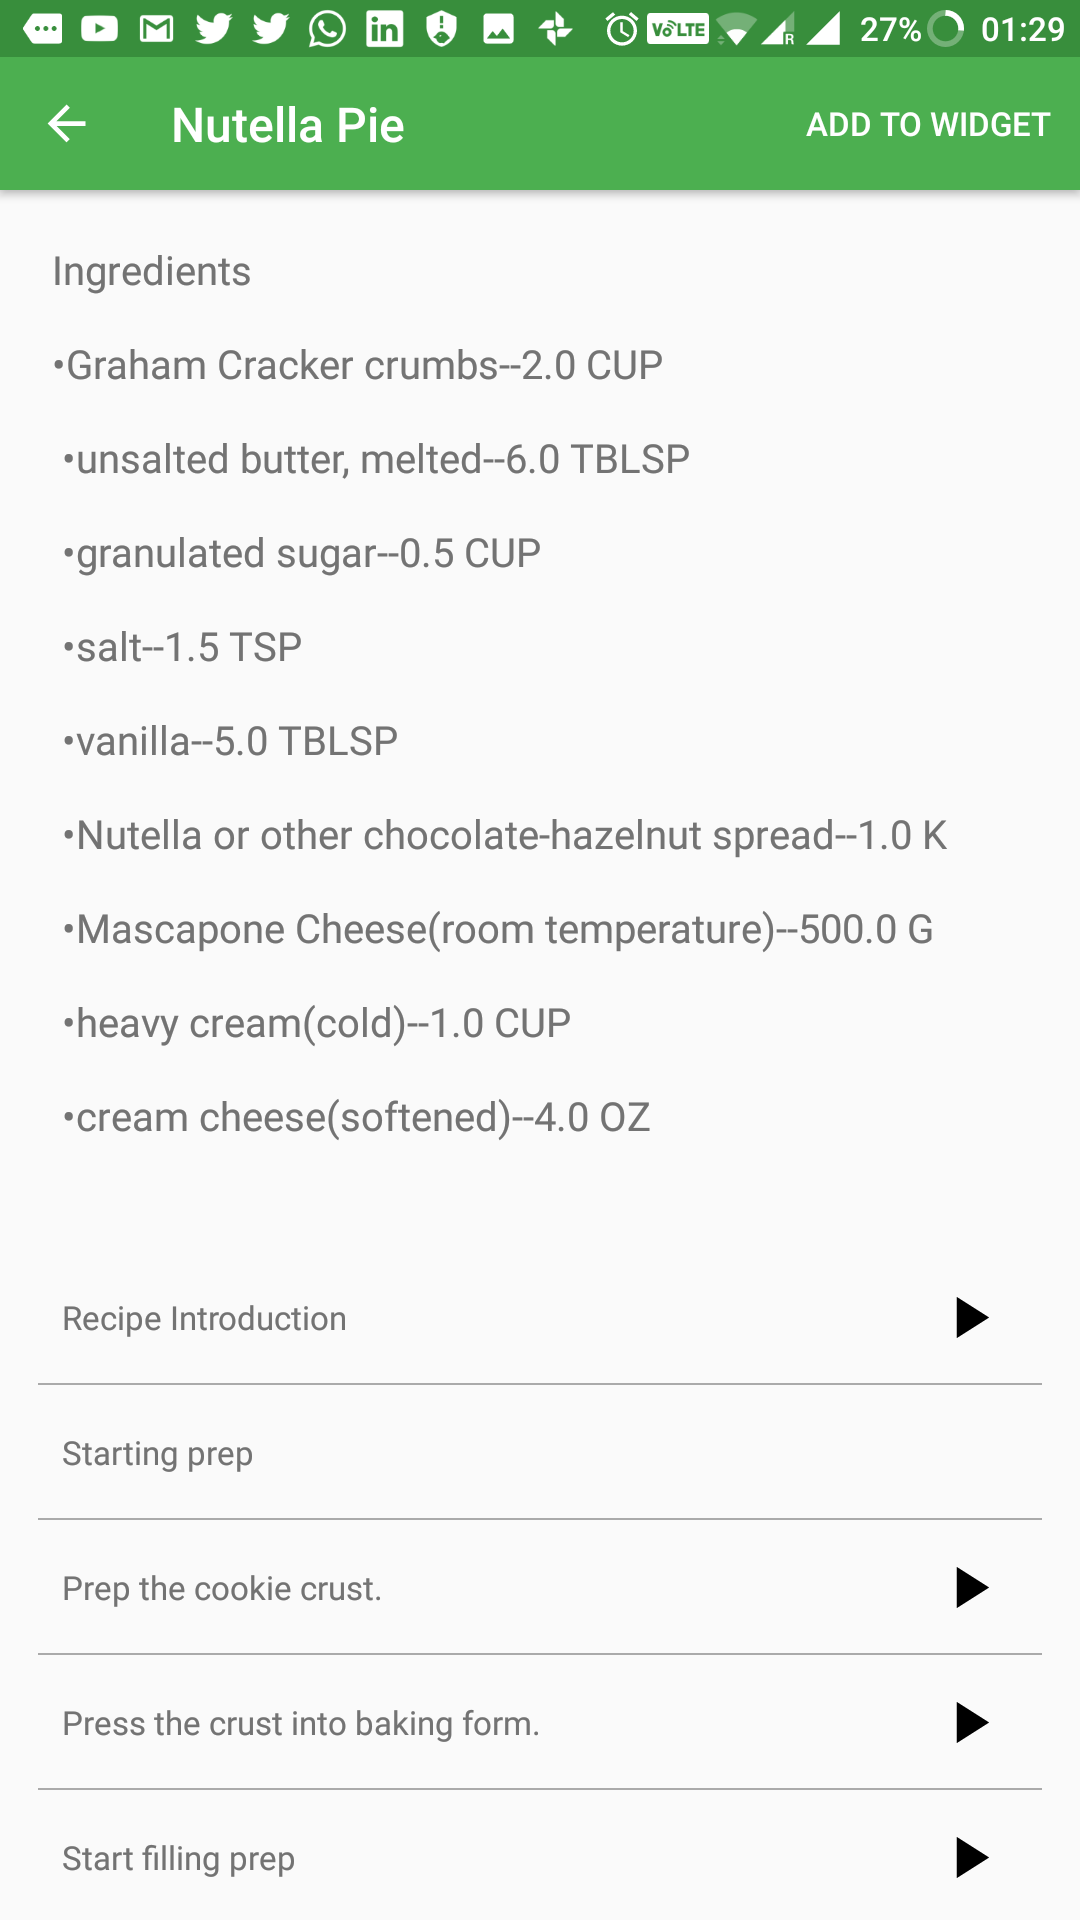 27% 01:29
VoLTE
R
in
Nutella Pie ADD TO WIDGET
Ingredients
•Graham Cracker crumbs--2.0 CUP
•unsalted butter, melted--6.0 TBLSP
•granulated sugar--0.5 CUP
•salt--1.5 TSP
•vanilla--5.0 TBLSP
•Nutella or other chocolate-hazelnut spread--1.0 K
•Mascapone Cheese(room temperature)--500.0 G
•heavy cream(cold)--1.0 CUP
•cream cheese(softened)--4.0 OZ
Recipe Introduction
Starting prep
Prep the cookie crust.
Press the crust into baking form.
Start filling prep